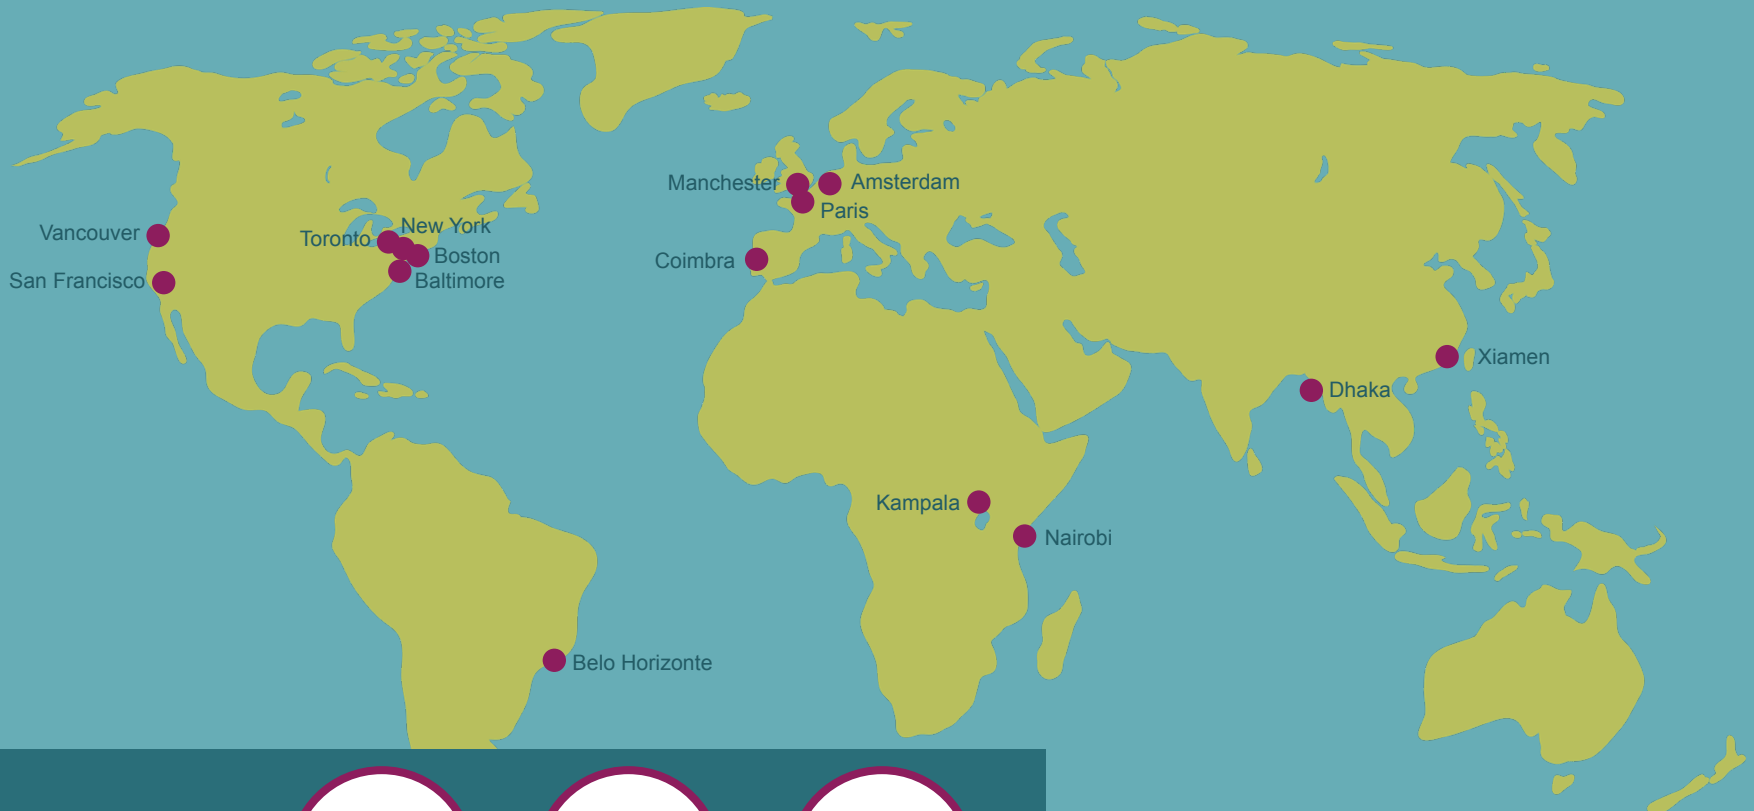 Manchester
Amsterdam
Paris
Vancouver
New York
Toronto
Boston
Coimbra
San Francisco
Baltimore
Xiamen
Dhaka
Kampala
Nairobi
Belo Horizonte